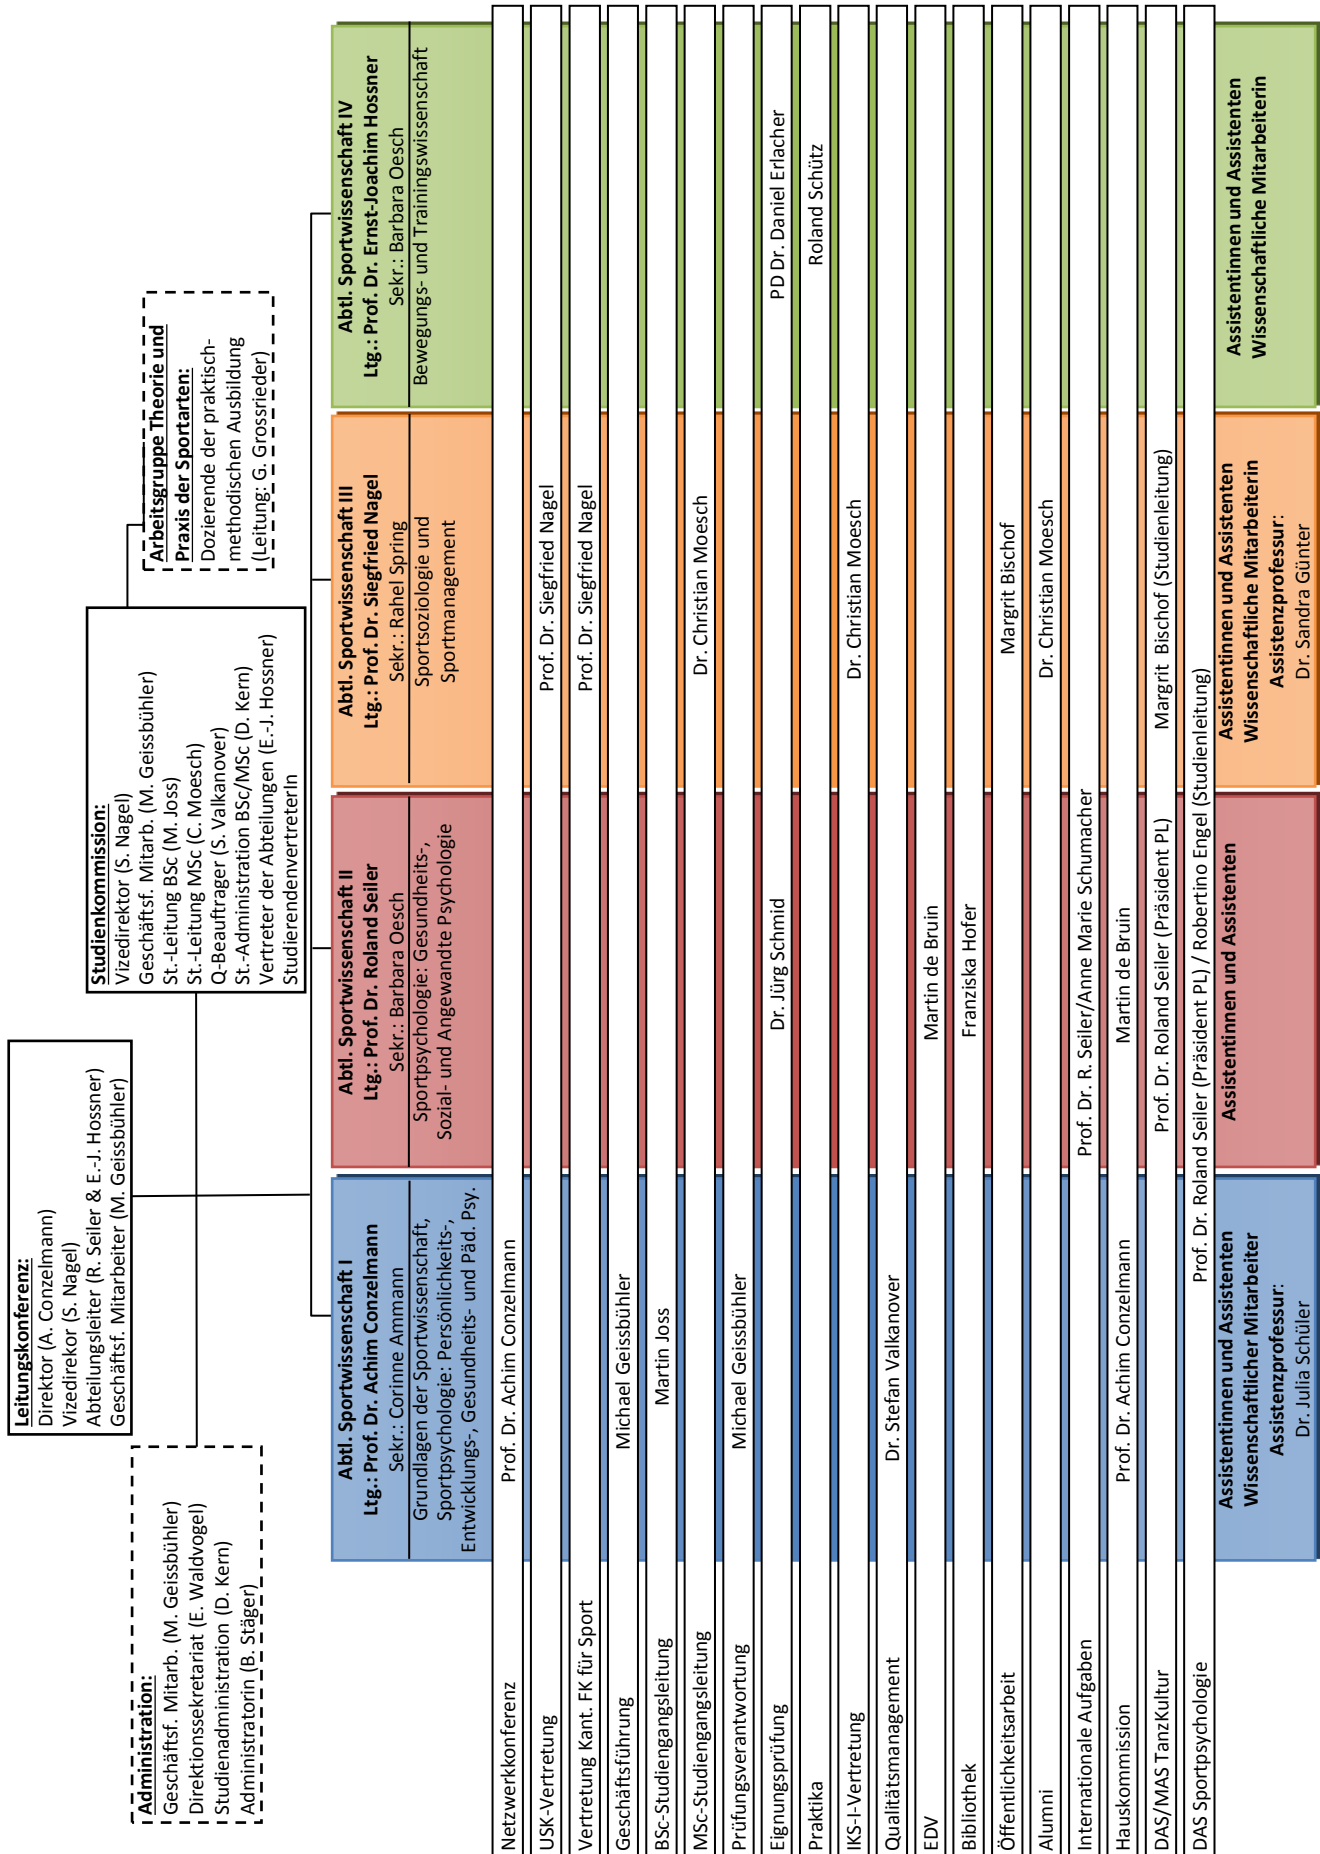 Leitungskonferenz:
Direktor (A. Conzelmann)
Vizedirekor (S. Nagel)
Abteilungsleiter (R. Seiler & E.-J. Hossner)
Geschäftsf. Mitarbeiter (M. Geissbühler)
Administration:
Geschäftsf. Mitarb. (M. Geissbühler)
Direktionssekretariat (E. Waldvogel)
Studienadministration (D. Kern)
Administratorin (B. Stäger)
Studienkommission:
Vizedirektor (S. Nagel)
Geschäftsf. Mitarb. (M. Geissbühler)
St.-Leitung BSc (M. Joss)
St.-Leitung MSc (C. Moesch)
Q-Beauftrager (S. Valkanover)
St.-Administration BSc/MSc (D. Kern)
Vertreter der Abteilungen (E.-J. Hossner)
StudierendenvertreterIn
Arbeitsgruppe Theorie und
Praxis der Sportarten:
Dozierende der praktisch-
methodischen Ausbildung
(Leitung: G. Grossrieder)
Abtl. Sportwissenschaft I
Ltg.: Prof. Dr. Achim Conzelmann
Sekr.: Corinne Ammann
Grundlagen der Sportwissenschaft,
Sportpsychologie: Persönlichkeits-,
Entwicklungs-, Gesundheits- und Päd. Psy.
Abtl. Sportwissenschaft II
Ltg.: Prof. Dr. Roland Seiler
Sekr.: Barbara Oesch
Sportpsychologie: Gesundheits-,
Sozial- und Angewandte Psychologie
Abtl. Sportwissenschaft III
Ltg.: Prof. Dr. Siegfried Nagel
Sekr.: Rahel Spring
Sportsoziologie und
Sportmanagement
Abtl. Sportwissenschaft IV
Ltg.: Prof. Dr. Ernst-Joachim Hossner
Sekr.: Barbara Oesch
Bewegungs- und Trainingswissenschaft
Netzwerkkonferenz Prof. Dr. Achim Conzelmann
USK-Vertretung Prof. Dr. Siegfried Nagel
Vertretung Kant. FK für Sport Prof. Dr. Siegfried Nagel
Geschäftsführung Michael Geissbühler
BSc-Studiengangsleitung Martin Joss
MSc-Studiengangsleitung Dr. Christian Moesch
Prüfungsverantwortung Michael Geissbühler
Eignungsprüfung Dr. Jürg Schmid PD Dr. Daniel Erlacher
Praktika Roland Schütz
IKS-I-Vertretung Dr. Christian Moesch
Qualitätsmanagement Dr. Stefan Valkanover
EDV Martin de Bruin
Bibliothek Franziska Hofer
Öffentlichkeitsarbeit Margrit Bischof
Alumni Dr. Christian Moesch
Internationale Aufgaben Prof. Dr. R. Seiler/Anne Marie Schumacher
Hauskommission Prof. Dr. Achim Conzelmann Martin de Bruin
DAS/MAS TanzKultur Prof. Dr. Roland Seiler (Präsident PL) Margrit Bischof (Studienleitung)
DAS Sportpsychologie Prof. Dr. Roland Seiler (Präsident PL) / Robertino Engel (Studienleitung)
Assistentinnen und Assistenten
Wissenschaftlicher Mitarbeiter
Assistenzprofessur:
Dr. Julia Schüler
Assistentinnen und Assistenten
Assistentinnen und Assistenten
Wissenschaftliche Mitarbeiterin
Assistenzprofessur:
Dr. Sandra Günter
Assistentinnen und Assistenten
Wissenschaftliche Mitarbeiterin